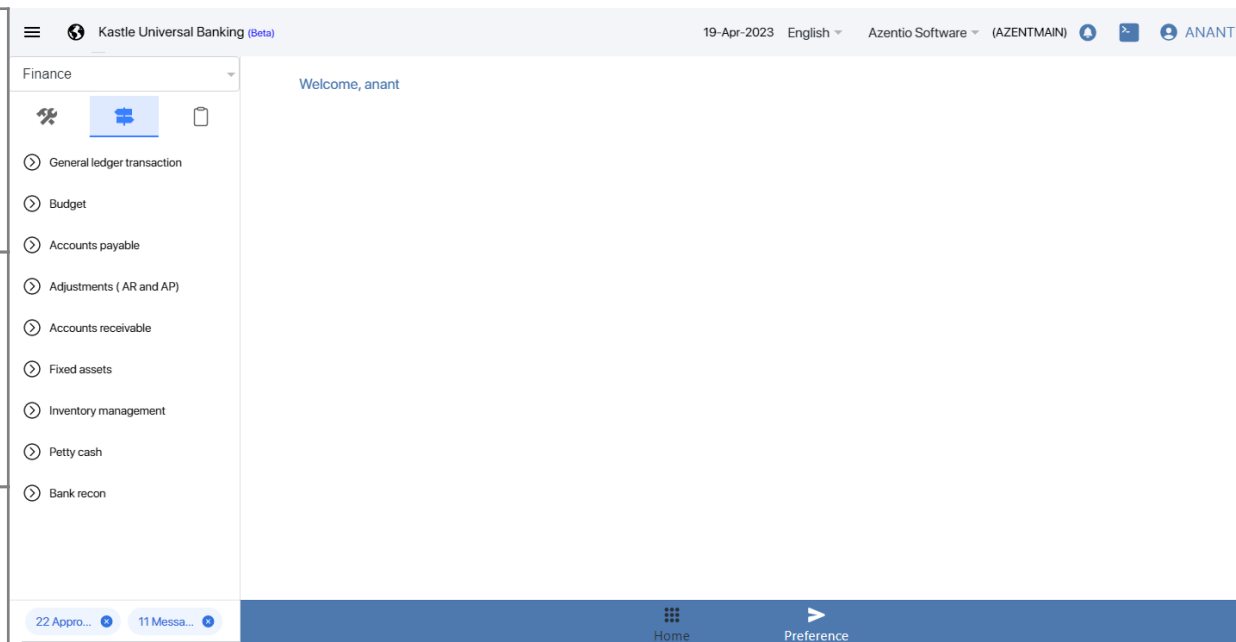 Kastle Universal Banking (Beta)
19-Apr-2023 English Azentio Software (AZENTMAIN) ANANT
Finance
Welcome, anant
General ledger transaction
Budget
Accounts payable
Adjustments ( AR and AP)
Accounts receivable
Fixed assets
Inventory management
Petty cash
Bank recon
22 Appro... 11 Messa...
Home Preference